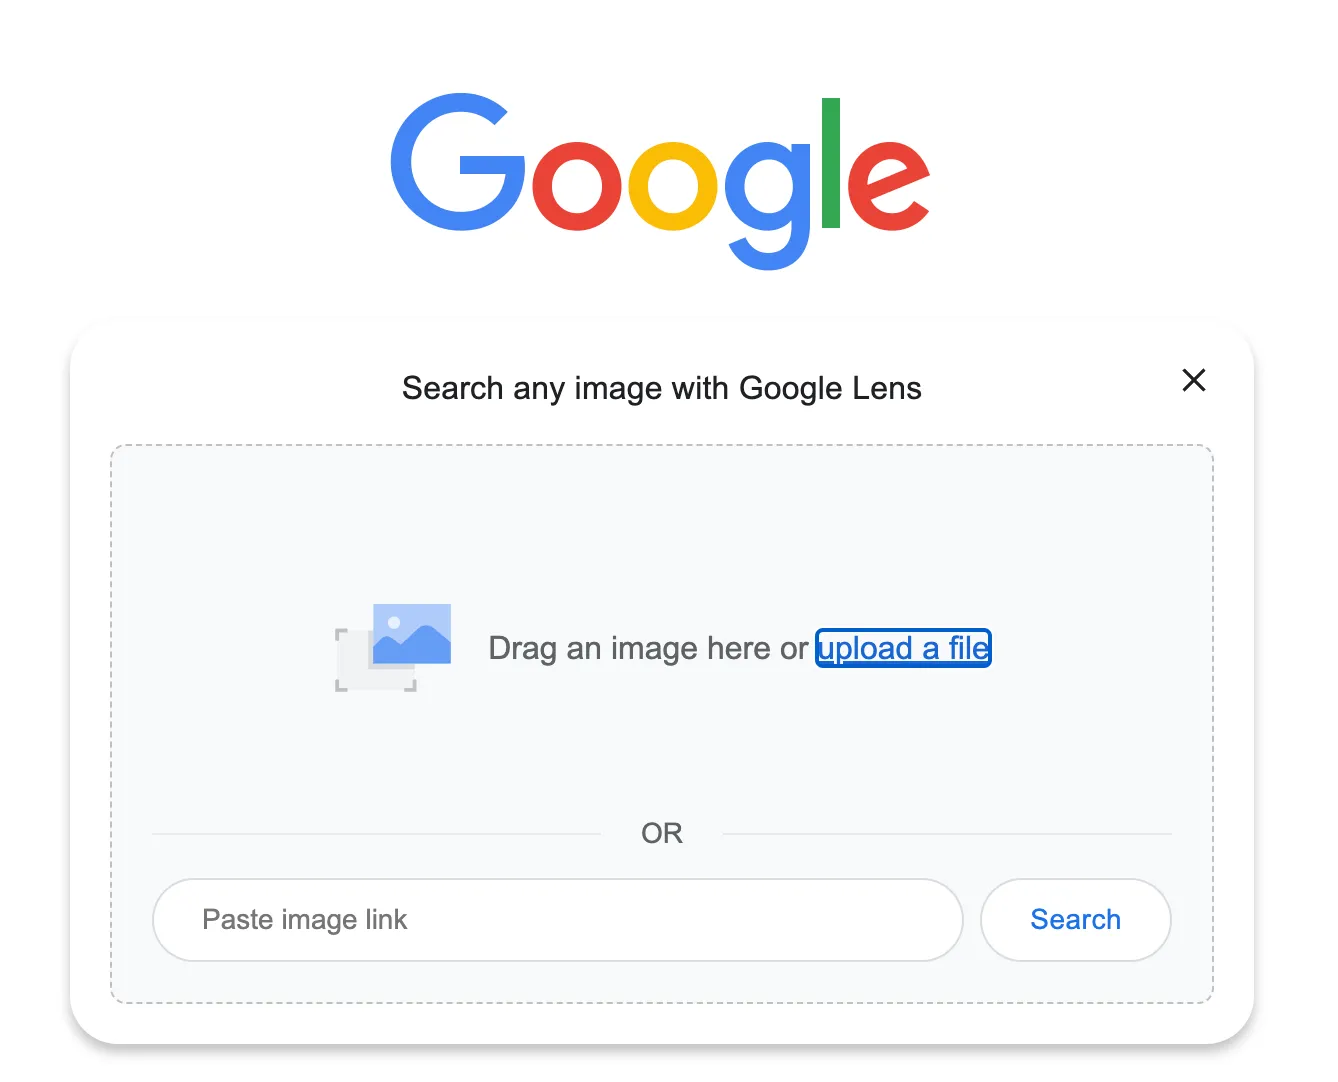 Google
Search any image with Google Lens
Drag an image here or upload a file
OR
Paste image link
Search